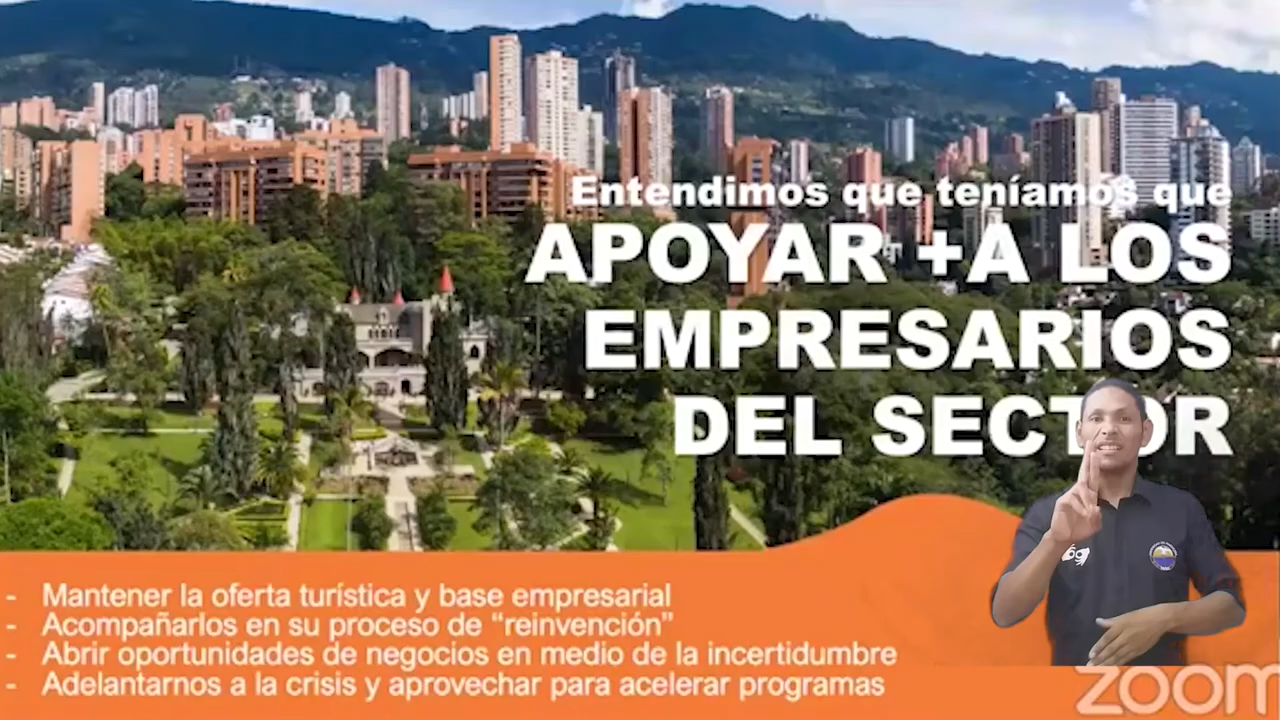 Entendimos que teníamos que
APOYAR +A LOS
EMPRESARIOS
DEL SECTOR
- Mantener la oferta turística y base empresarial
- Acompañarlos en su proceso de “reinvención”
- Abrir oportunidades de negocios en medio de la incertidumbre
- Adelantarnos a la crisis y aprovechar para acelerar programas
zoom